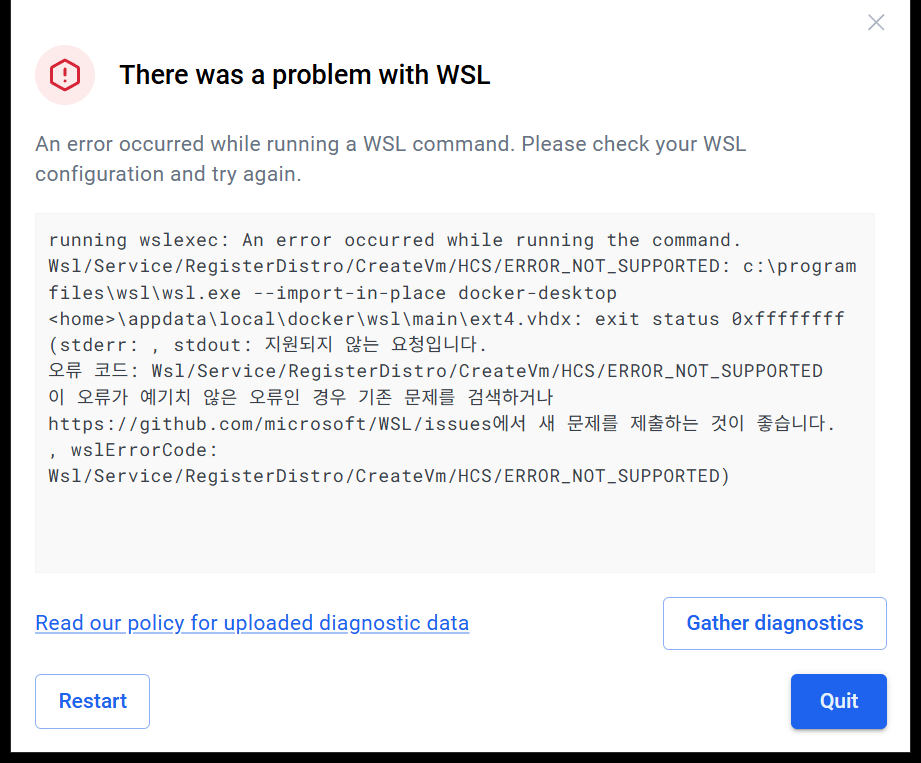 There was a problem with WSL
An error occurred while running a WSL command. Please check your WSL
configuration and try again.
running wslexec: An error occurred while running the command.
Wsl/Service/RegisterDistro/CreateVm/HCS/ERROR_NOT_SUPPORTED: c:\program
files\wsl\wsl.exe --import-in-place docker-desktop
<home>\appdata\local\docker\wsl\main\ext4.vhdx: exit status 0xffffffff
(stderr: , stdout: 지원되지 않는 요청입니다.
오류 코드: Wsl/Service/RegisterDistro/CreateVm/HCS/ERROR_NOT_SUPPORTED
이 오류가 예기치 않은 오류인 경우 기존 문제를 검색하거나
https://github.com/microsoft/WSL/issues에서 새 문제를 제출하는 것이 좋습니다.
, wslErrorCode:
Wsl/Service/RegisterDistro/CreateVm/HCS/ERROR_NOT_SUPPORTED)
Read our policy for uploaded diagnostic data
Gather diagnostics
Restart
Quit